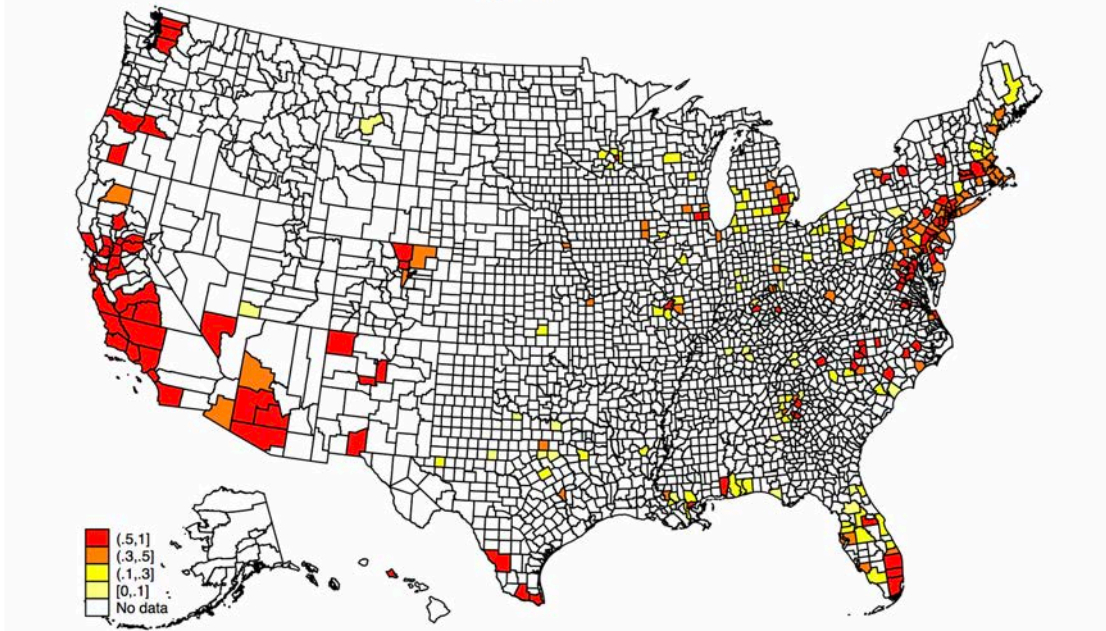 (.5,1]
(.3,.5]
(.1,.3]
[0,.1]
No data